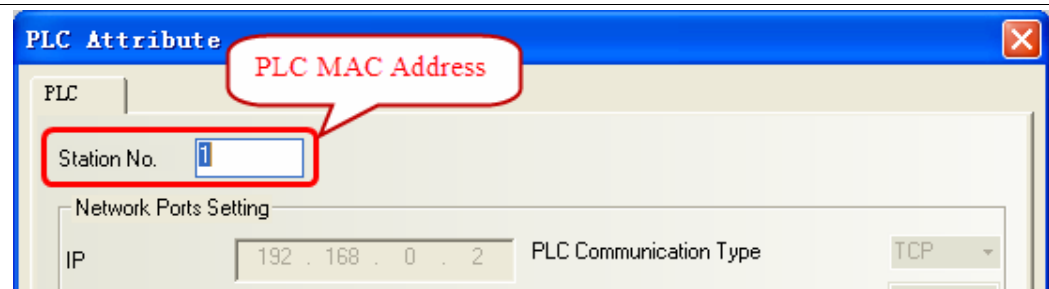 PLC Attribute
PLC MAC Address
PLC
Station No. 1
Network Ports Setting
IP 192 . 168 . 0 . 2 PLC Communication Type TCP